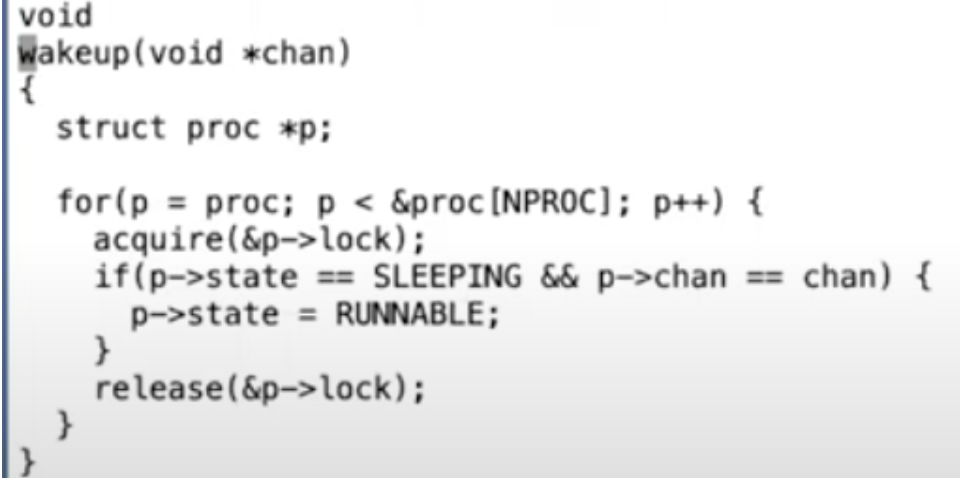 void
wakeup(void *chan)
{
  struct proc *p;

  for(p = proc; p < &proc[NPROC]; p++) {
    acquire(&p->lock);
    if(p->state == SLEEPING && p->chan == chan) {
      p->state = RUNNABLE;
    }
    release(&p->lock);
  }
}